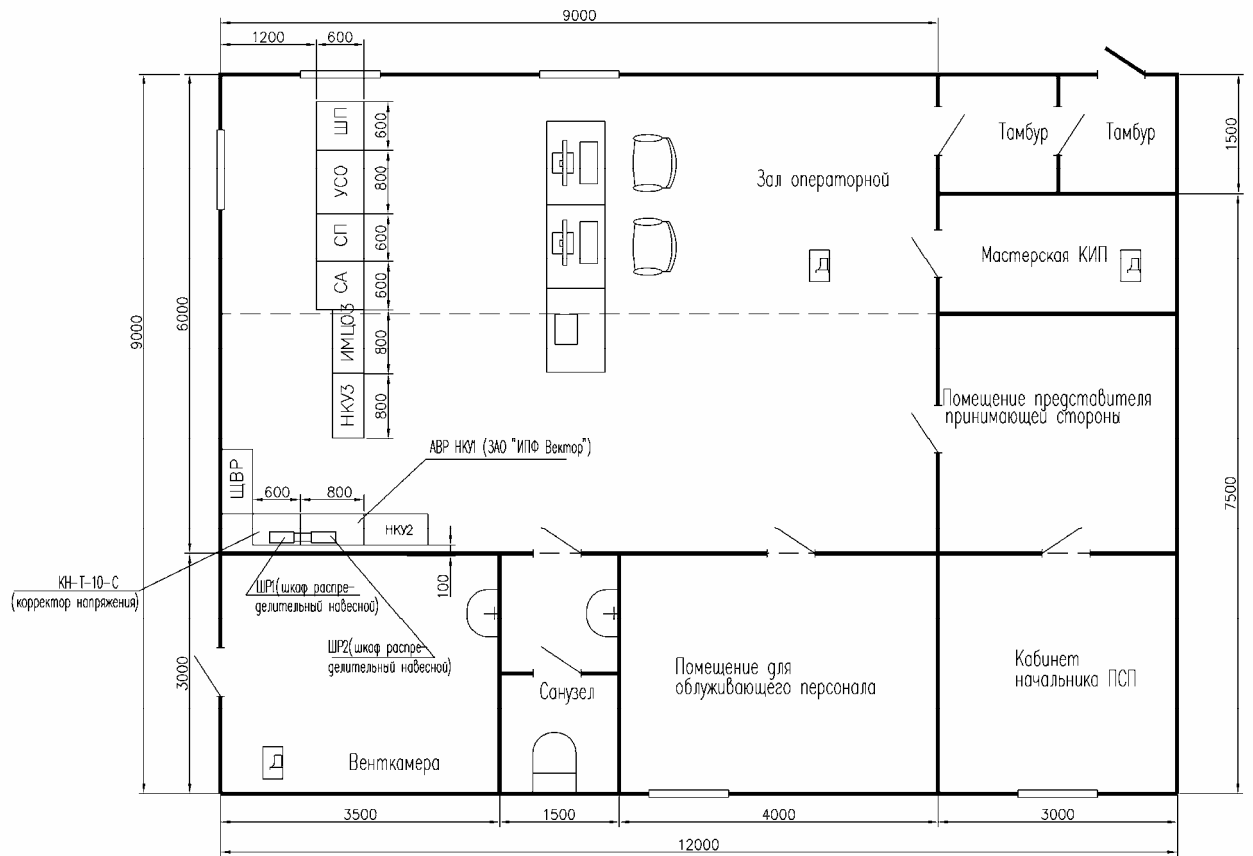 9000
1200
600
ШП
600
Тамбур
Тамбур
1500
УСО
800
Зал операторной
СП
600
Мастерская КИП
Д
Д
СА
600
9000
6000
ИМЦ03
800
НКУ3
800
Помещение представителя
принимающей стороны
АВР НКУ1 (ЗАО "ИПФ Вектор")
ЩВР
600
800
7500
НКУ2
100
КН-Т-10-С
(корректор напряжения)
ШР1(шкаф распре-
делительный навесной)
ШР2(шкаф распре-
делительный навесной)
3000
Санузел
Помещение для
облуживающего персонала
Кабинет
начальника ПСП
Д
Венткамера
3500
1500
4000
3000
12000